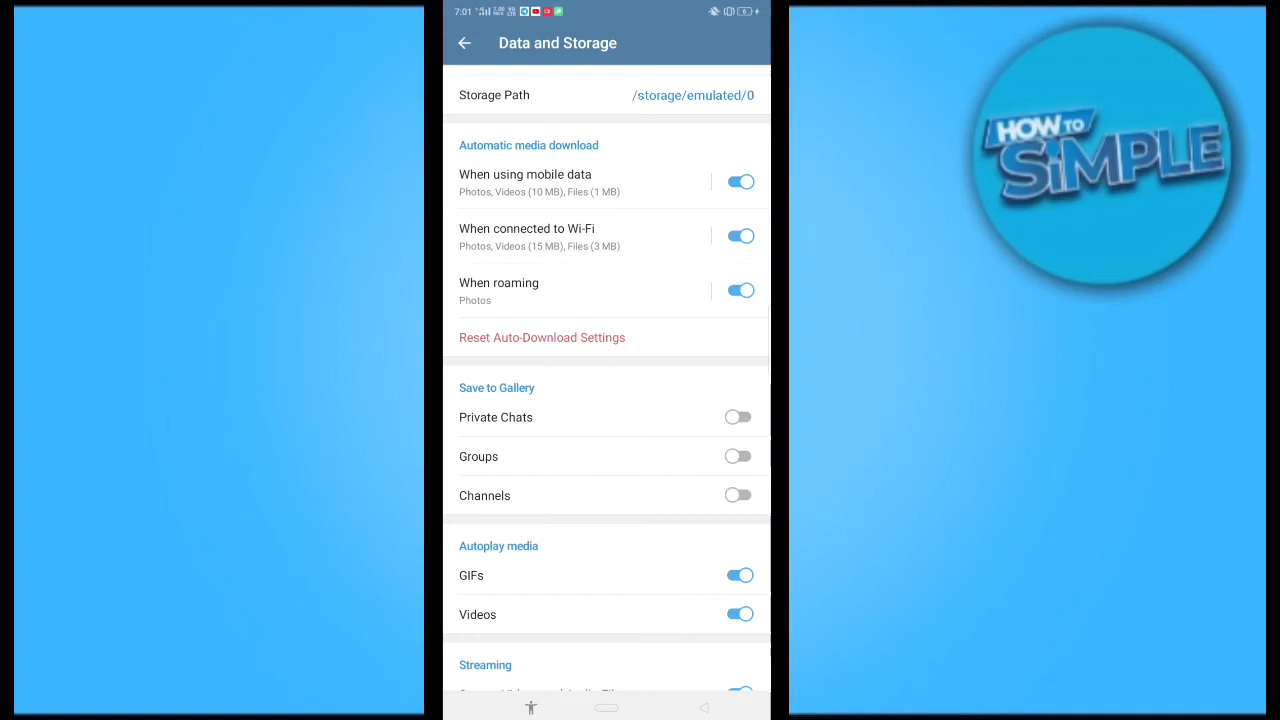 7:01
Data and Storage
Storage Path /storage/emulated/0
Automatic media download
When using mobile data
Photos, Videos (10 MB), Files (1 MB)
When connected to Wi-Fi
Photos, Videos (15 MB), Files (3 MB)
When roaming
Photos
Reset Auto-Download Settings
Save to Gallery
Private Chats
Groups
Channels
Autoplay media
GIFs
Videos
Streaming
HOW TO
SiMPLE